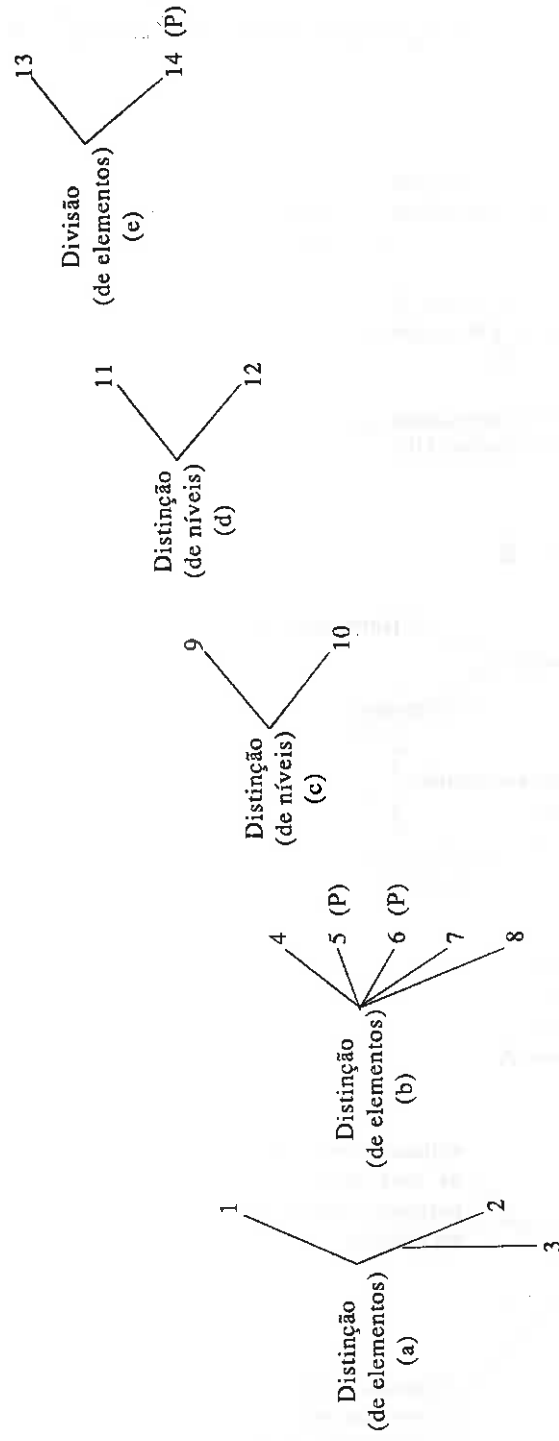 Distinção
(de elementos)
(a)
1
2
3
Distinção
(de elementos)
(b)
4
5 (P)
6 (P)
7
8
Distinção
(de níveis)
(c)
9
10
Distinção
(de níveis)
(d)
11
12
Divisão
(de elementos)
(e)
13
14 (P)